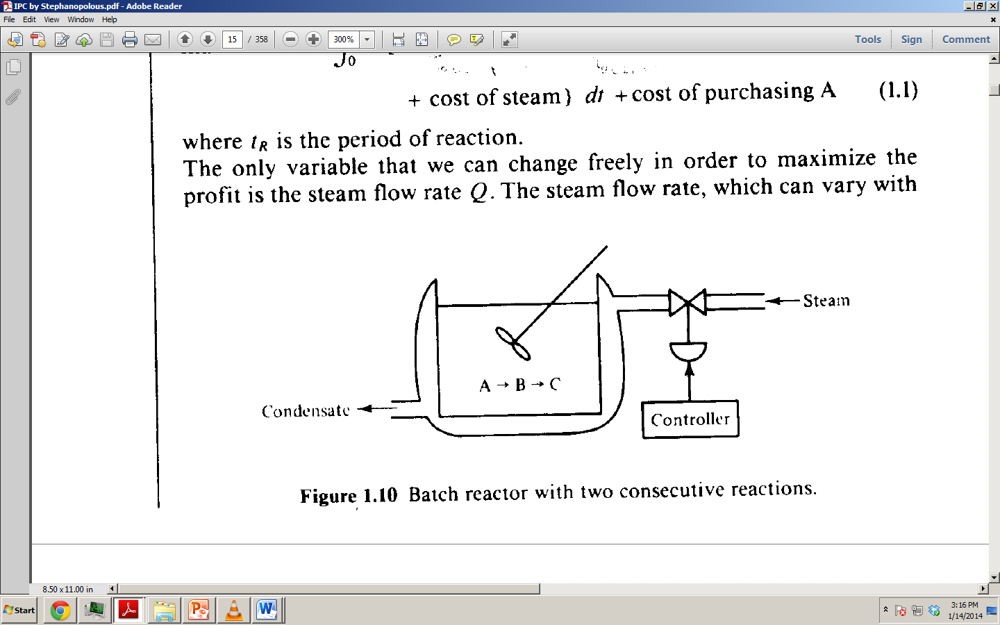 IPC by Stephanopolous.pdf - Adobe Reader
File Edit View Window Help
15 / 358 300% Tools Sign Comment
∫0
+ cost of steam} dt + cost of purchasing A (1.1)
where tR is the period of reaction.
The only variable that we can change freely in order to maximize the
profit is the steam flow rate Q. The steam flow rate, which can vary with
Steam
A → B → C
Condensate
Controller
Figure 1.10 Batch reactor with two consecutive reactions.
8.50 x 11.00 in
Start
3:16 PM
1/14/2014